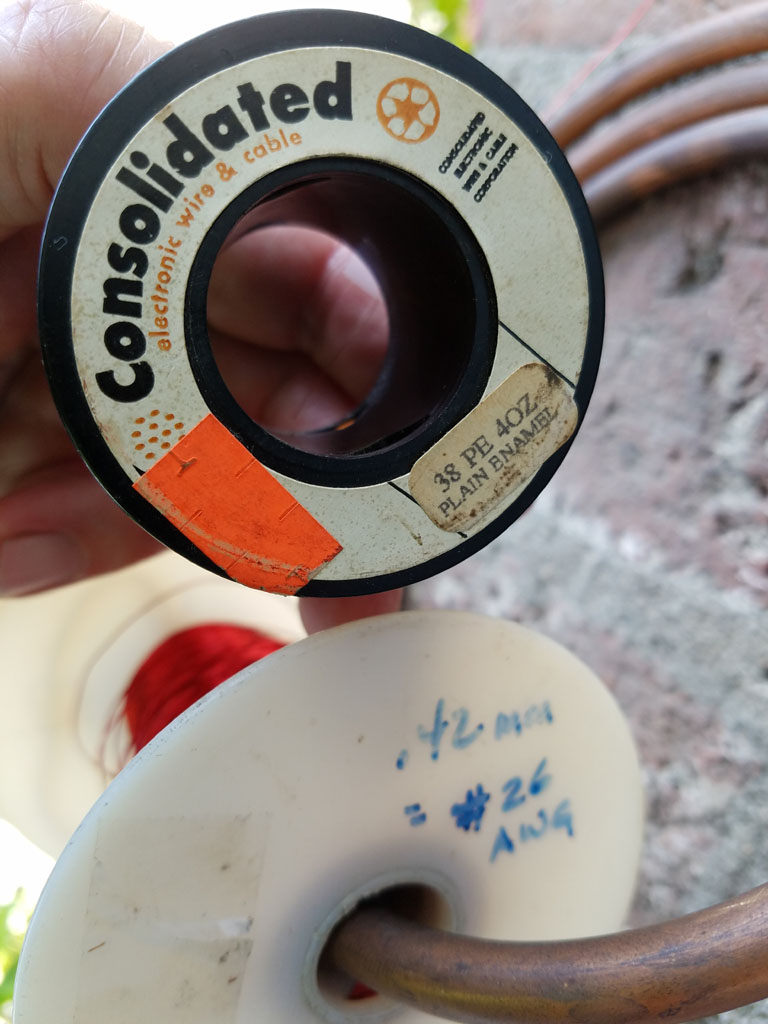 Consolidated
electronic wire & cable
CONSOLIDATED
ELECTRONIC
WIRE & CABLE
CORPORATION
38 PE 4OZ
PLAIN ENAMEL
.42 mm
= #26
AWG